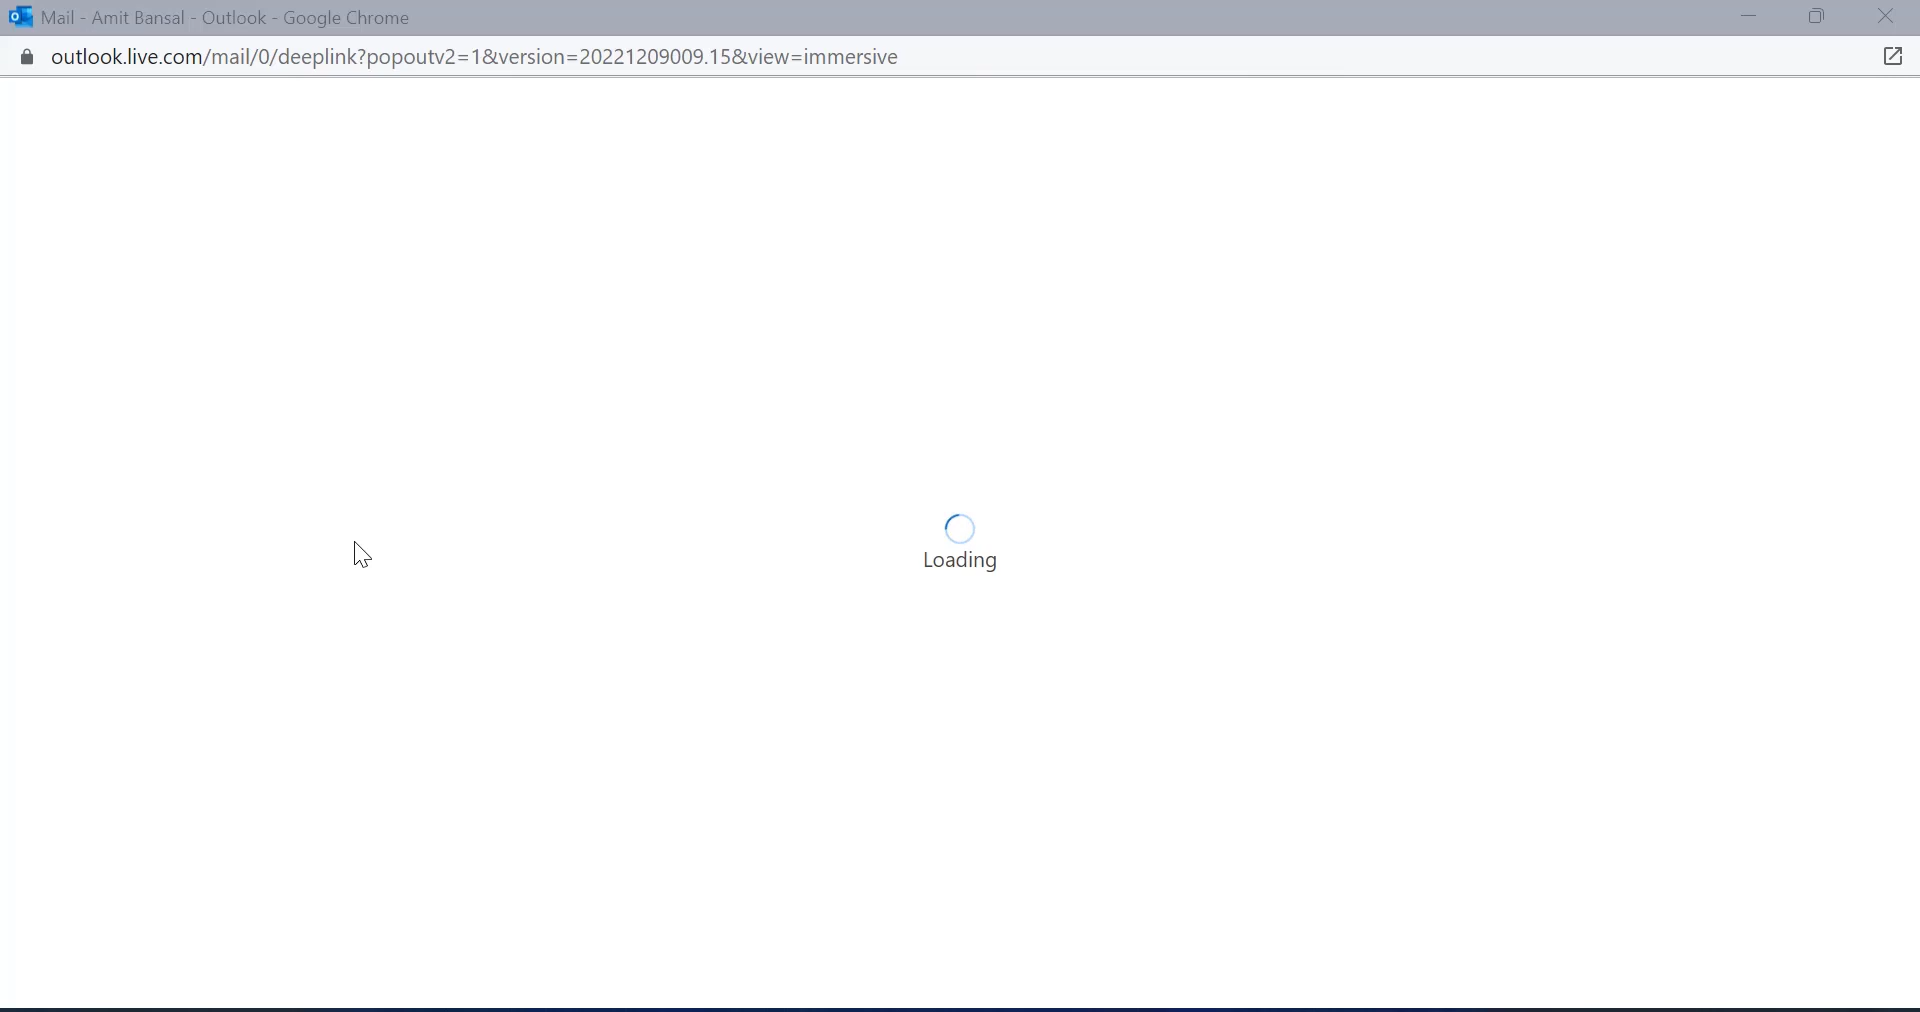 Mail - Amit Bansal - Outlook - Google Chrome
outlook.live.com/mail/0/deeplink?popoutv2=1&version=20221209009.15&view=immersive
Loading